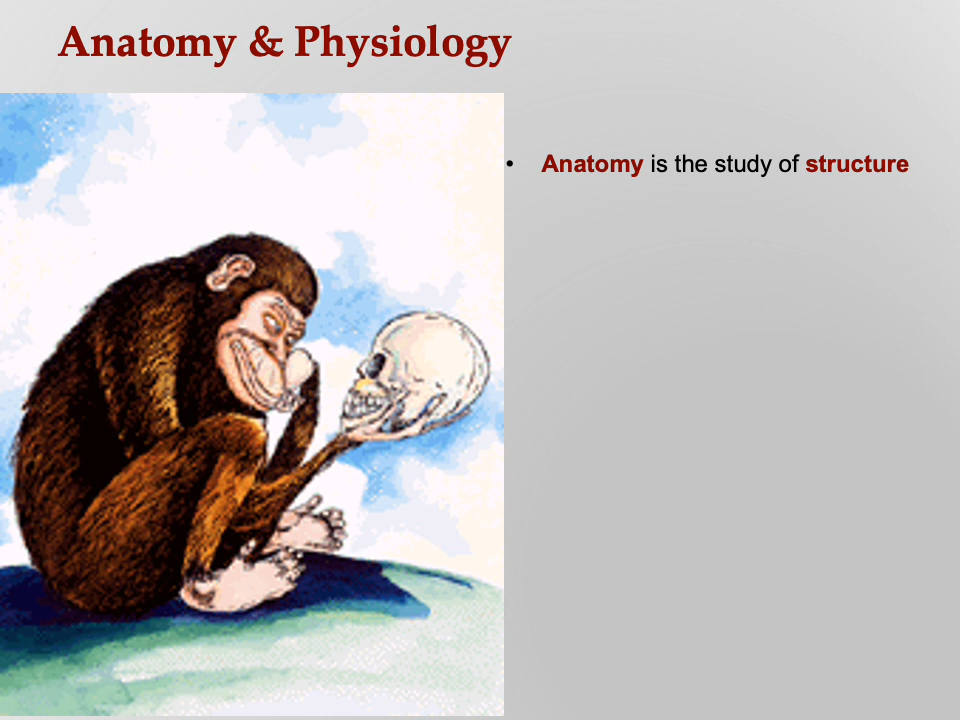 Anatomy & Physiology
• Anatomy is the study of structure